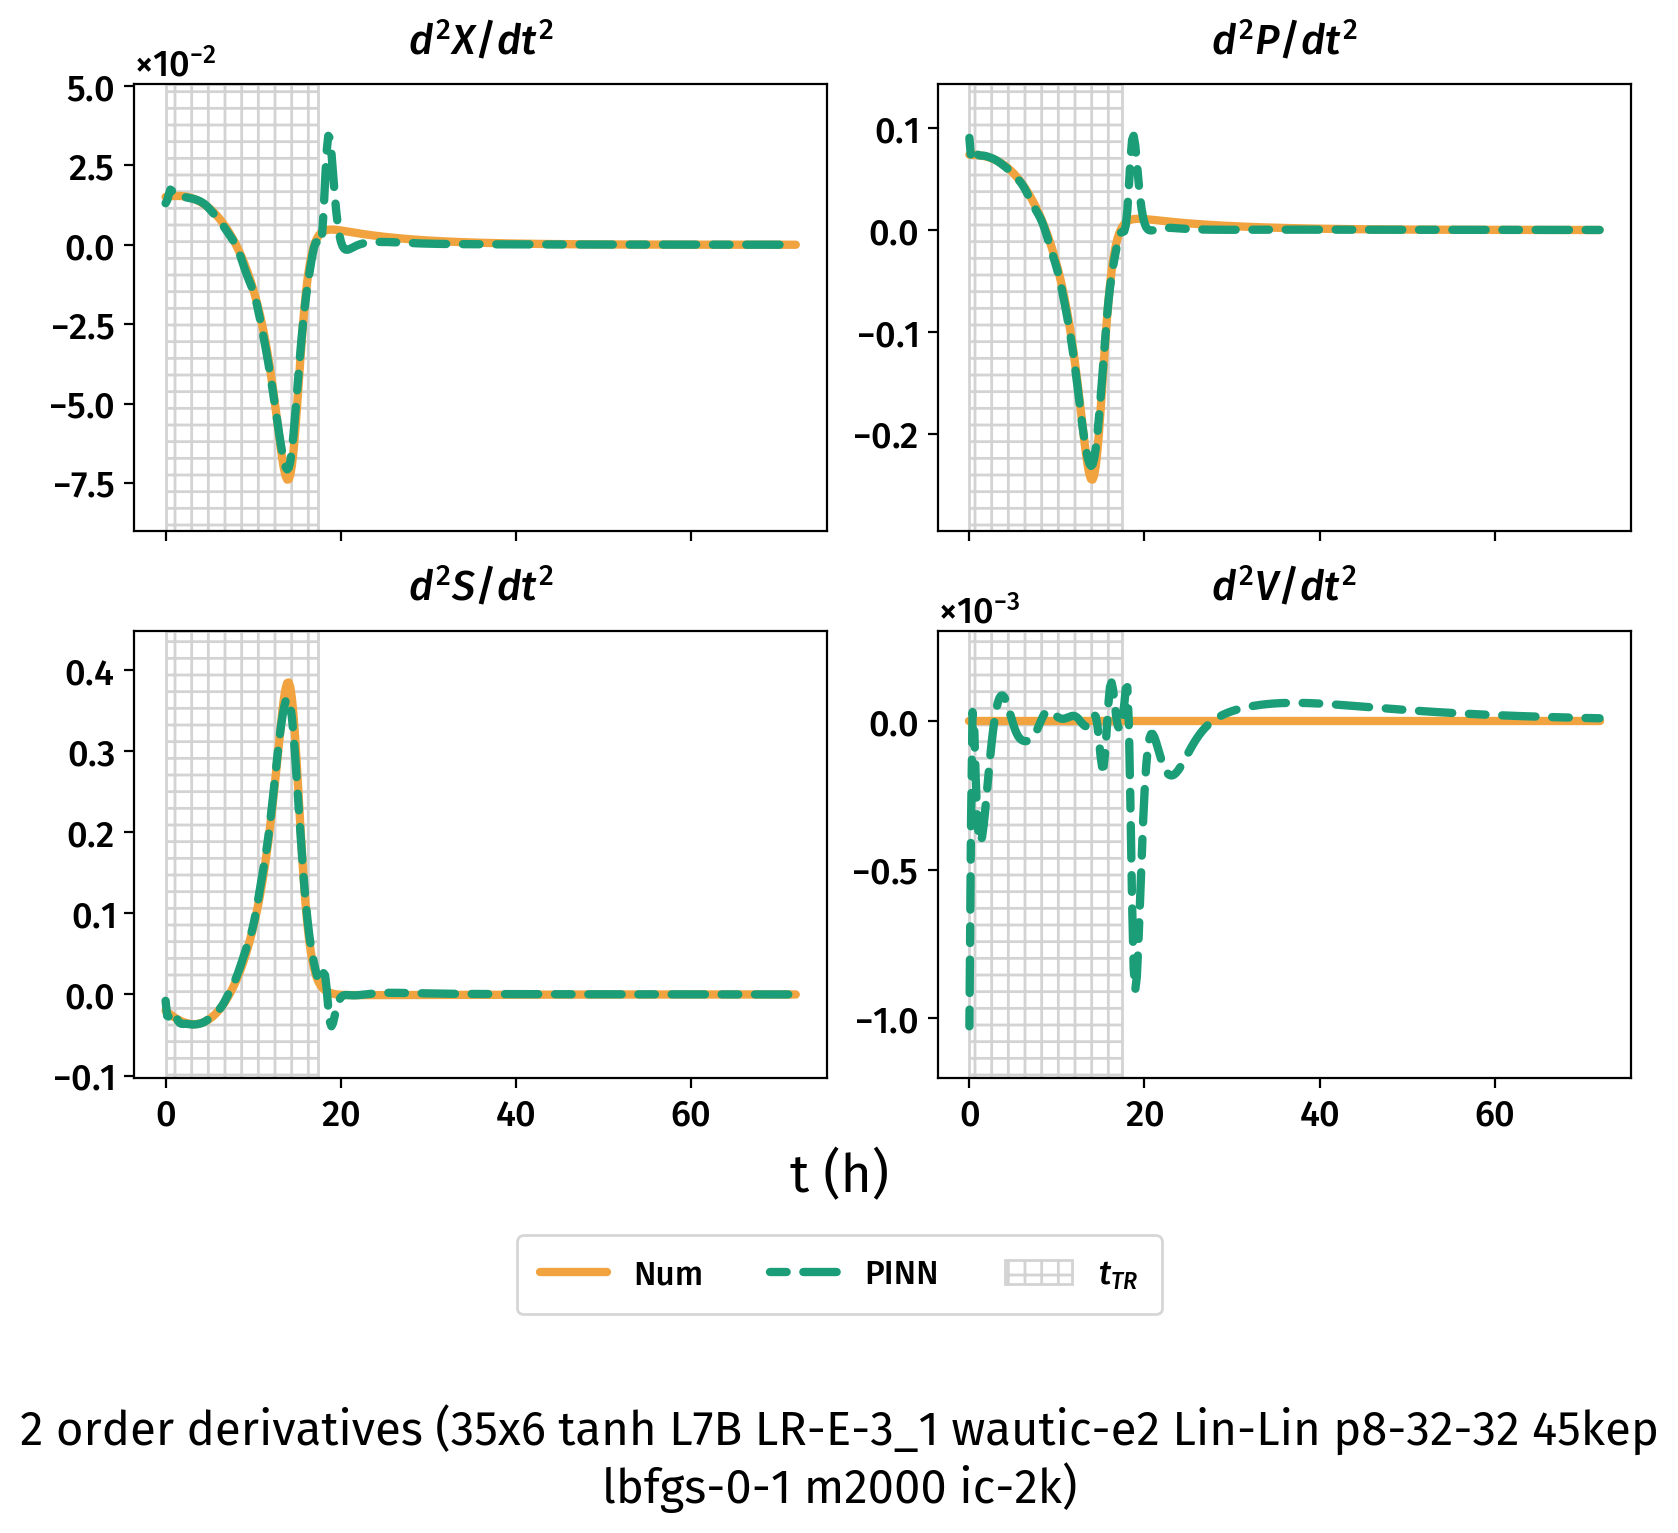 d²X/dt²
×10⁻²
5.0
2.5
0.0
−2.5
−5.0
−7.5
d²P/dt²
0.1
0.0
−0.1
−0.2
d²S/dt²
0.4
0.3
0.2
0.1
0.0
−0.1
0 20 40 60
d²V/dt²
×10⁻³
0.0
−0.5
−1.0
0 20 40 60
t (h)
Num PINN t_TR
2 order derivatives (35x6 tanh L7B LR-E-3_1 wautic-e2 Lin-Lin p8-32-32 45kep
lbfgs-0-1 m2000 ic-2k)